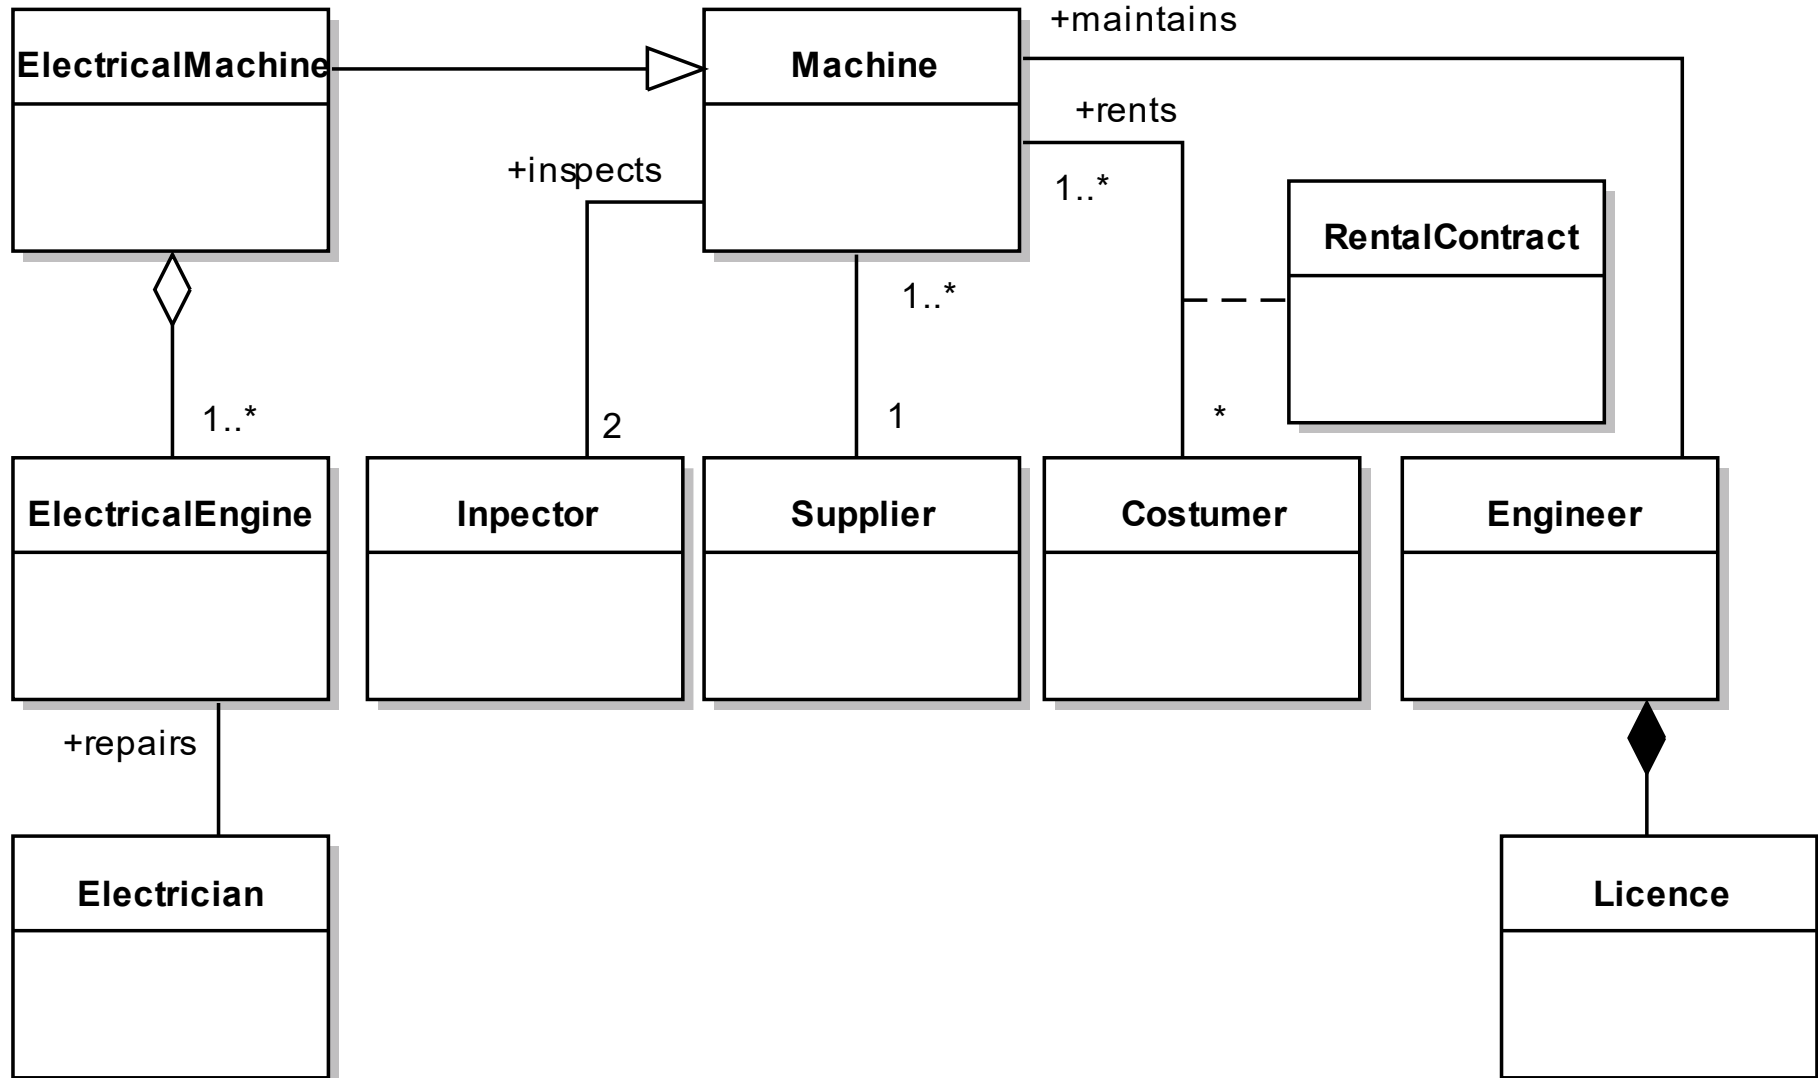 +maintains
ElectricalMachine
Machine
+rents
+inspects
1..*
RentalContract
1..*
1..*
2
1
*
ElectricalEngine
Inpector
Supplier
Costumer
Engineer
+repairs
Electrician
Licence